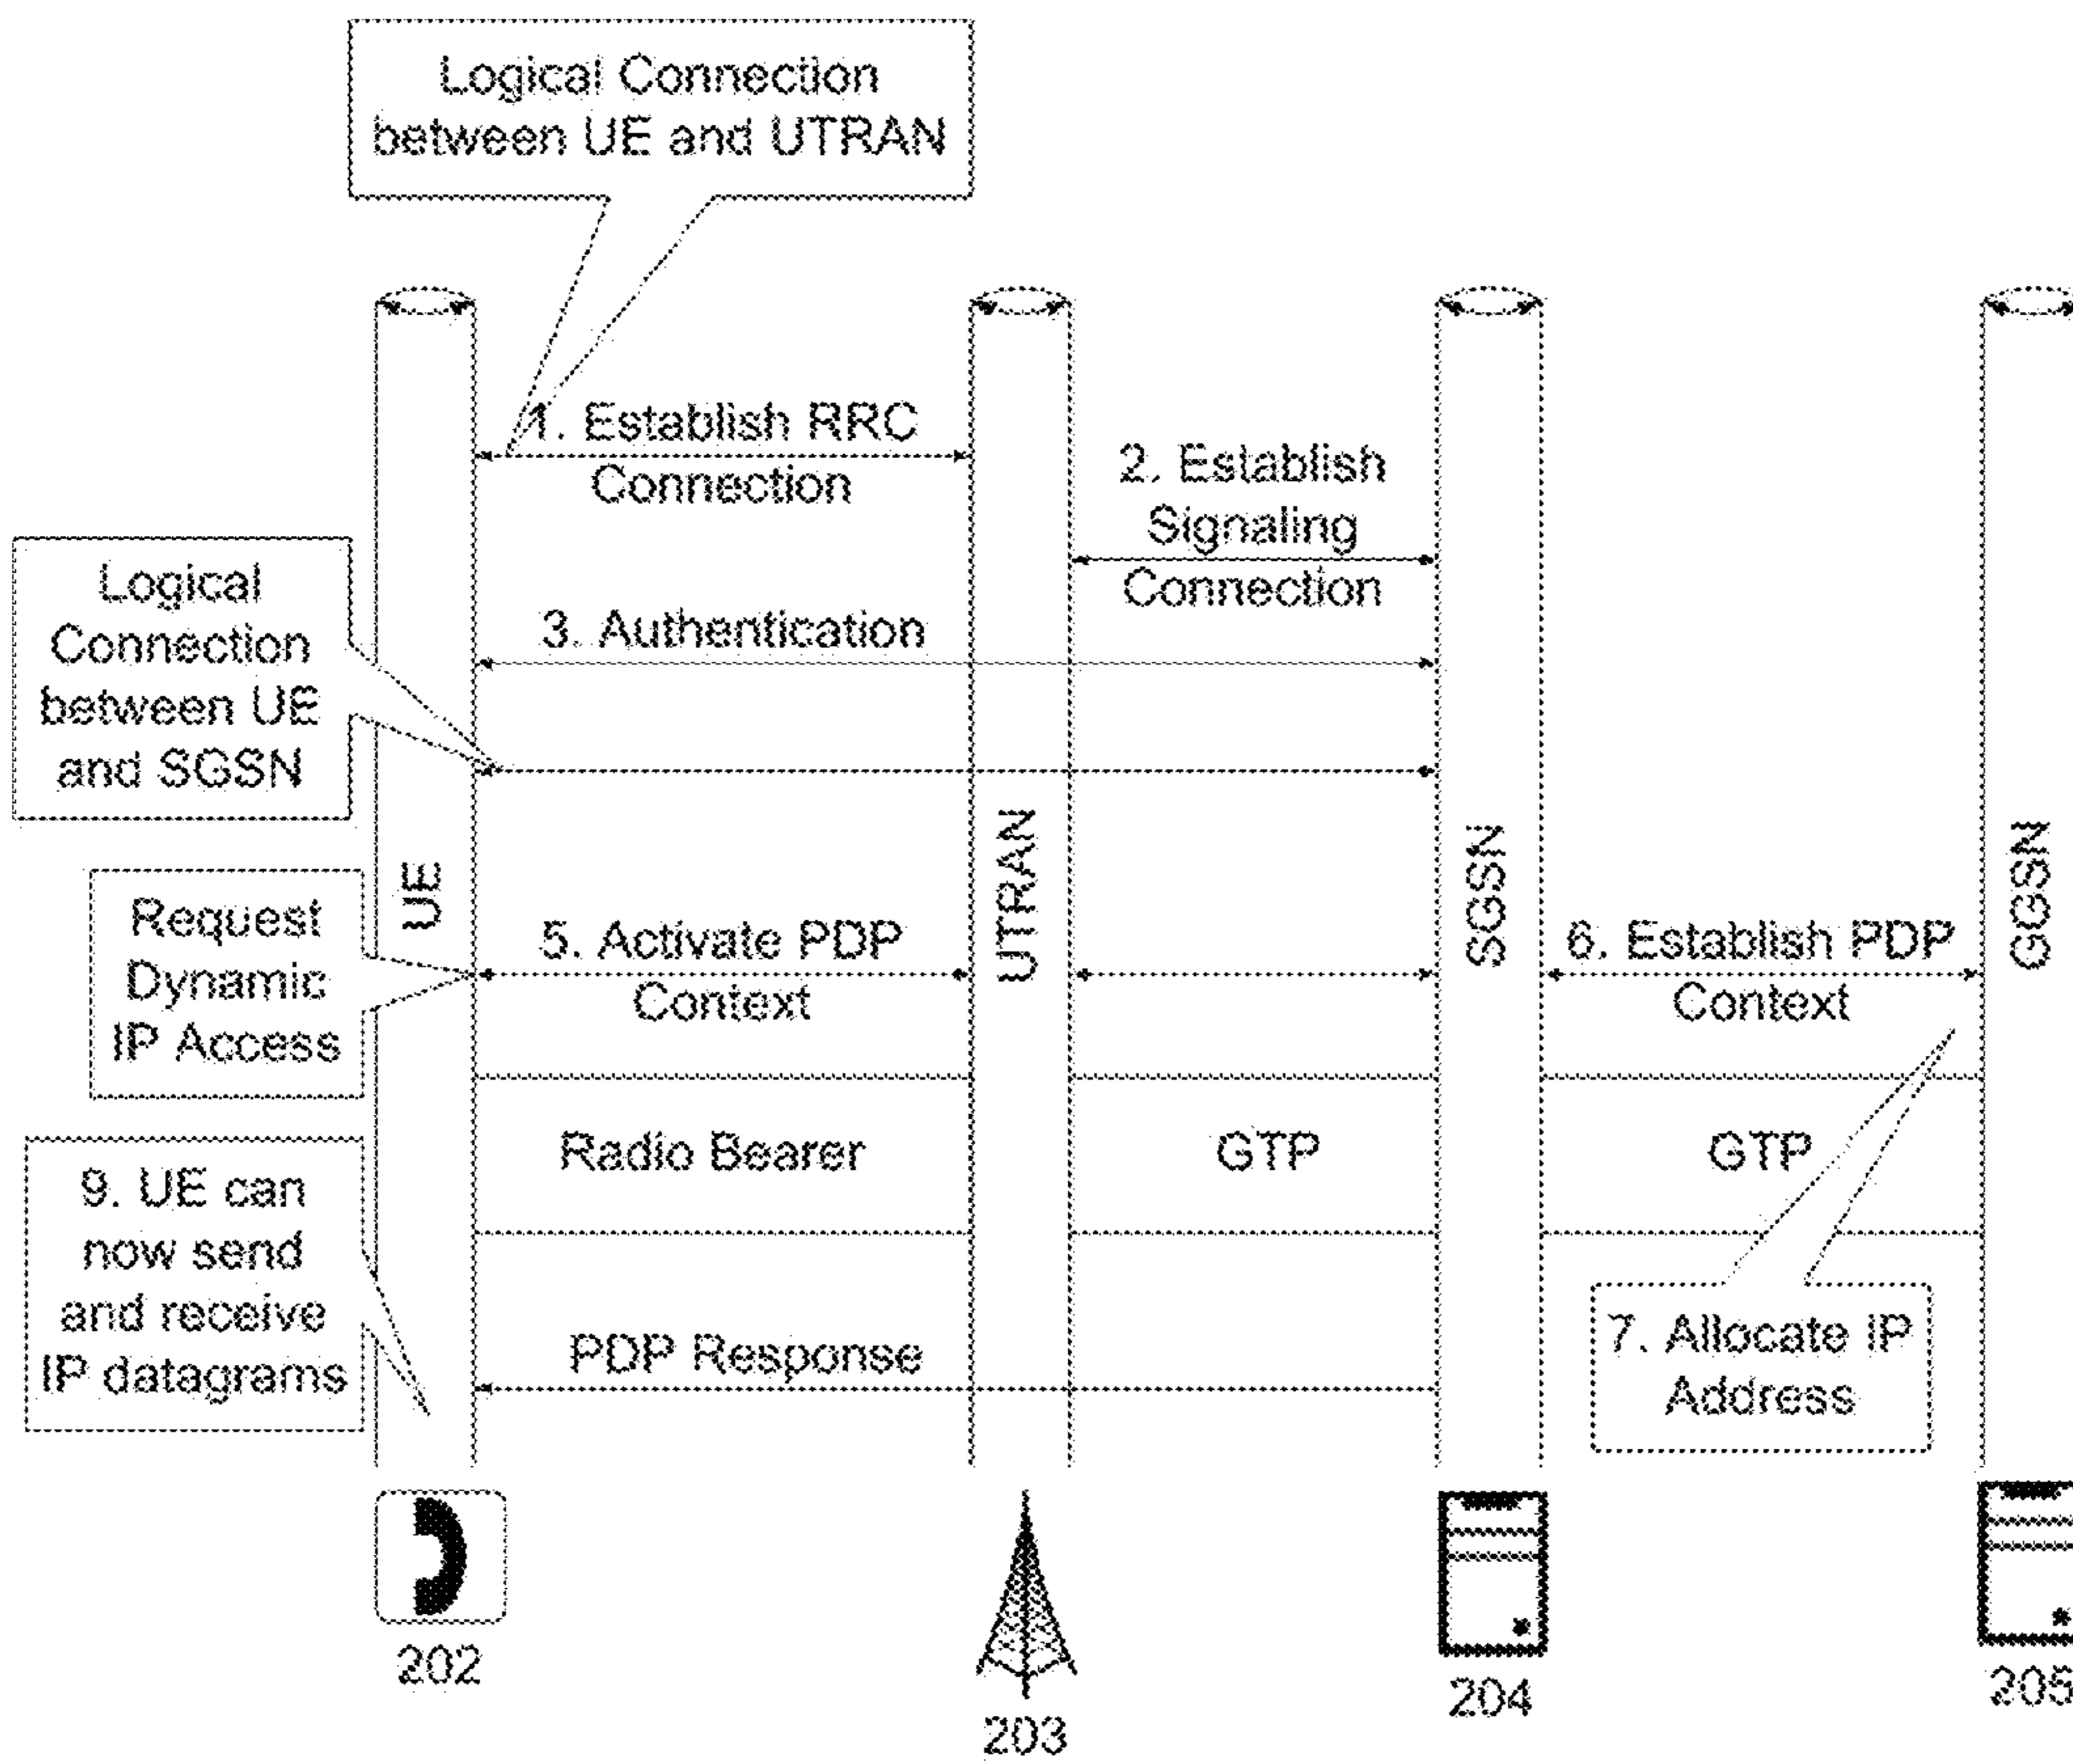 Logical Connection
between UE and UTRAN
1. Establish RRC
Connection
2. Establish
Signaling
Connection
3. Authentication
Logical
Connection
between UE
and SGSN
UE
UTRAN
SGSN
GGSN
Request
Dynamic
IP Access
5. Activate PDP
Context
6. Establish PDP
Context
Radio Bearer
GTP
GTP
9. UE can
now send
and receive
IP datagrams
7. Allocate IP
Address
PDP Response
202
203
204
205